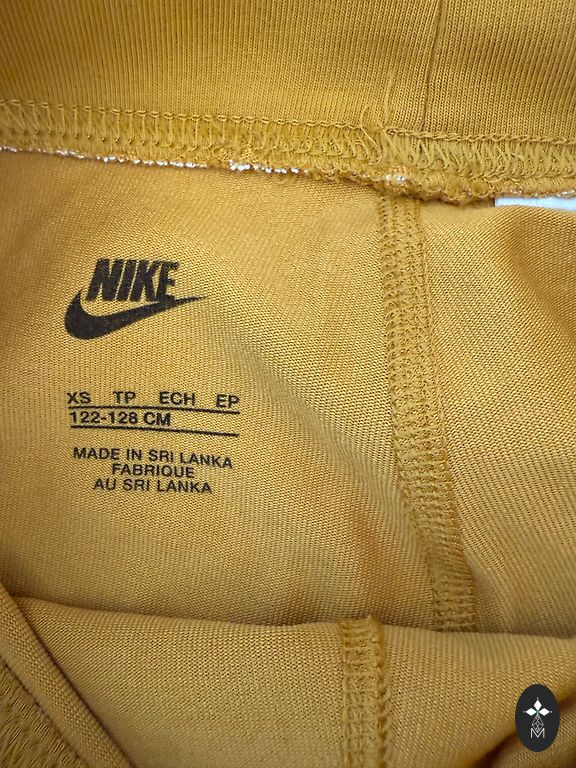 NIKE
XS TP ECH EP
122-128 CM
MADE IN SRI LANKA
FABRIQUE
AU SRI LANKA
M